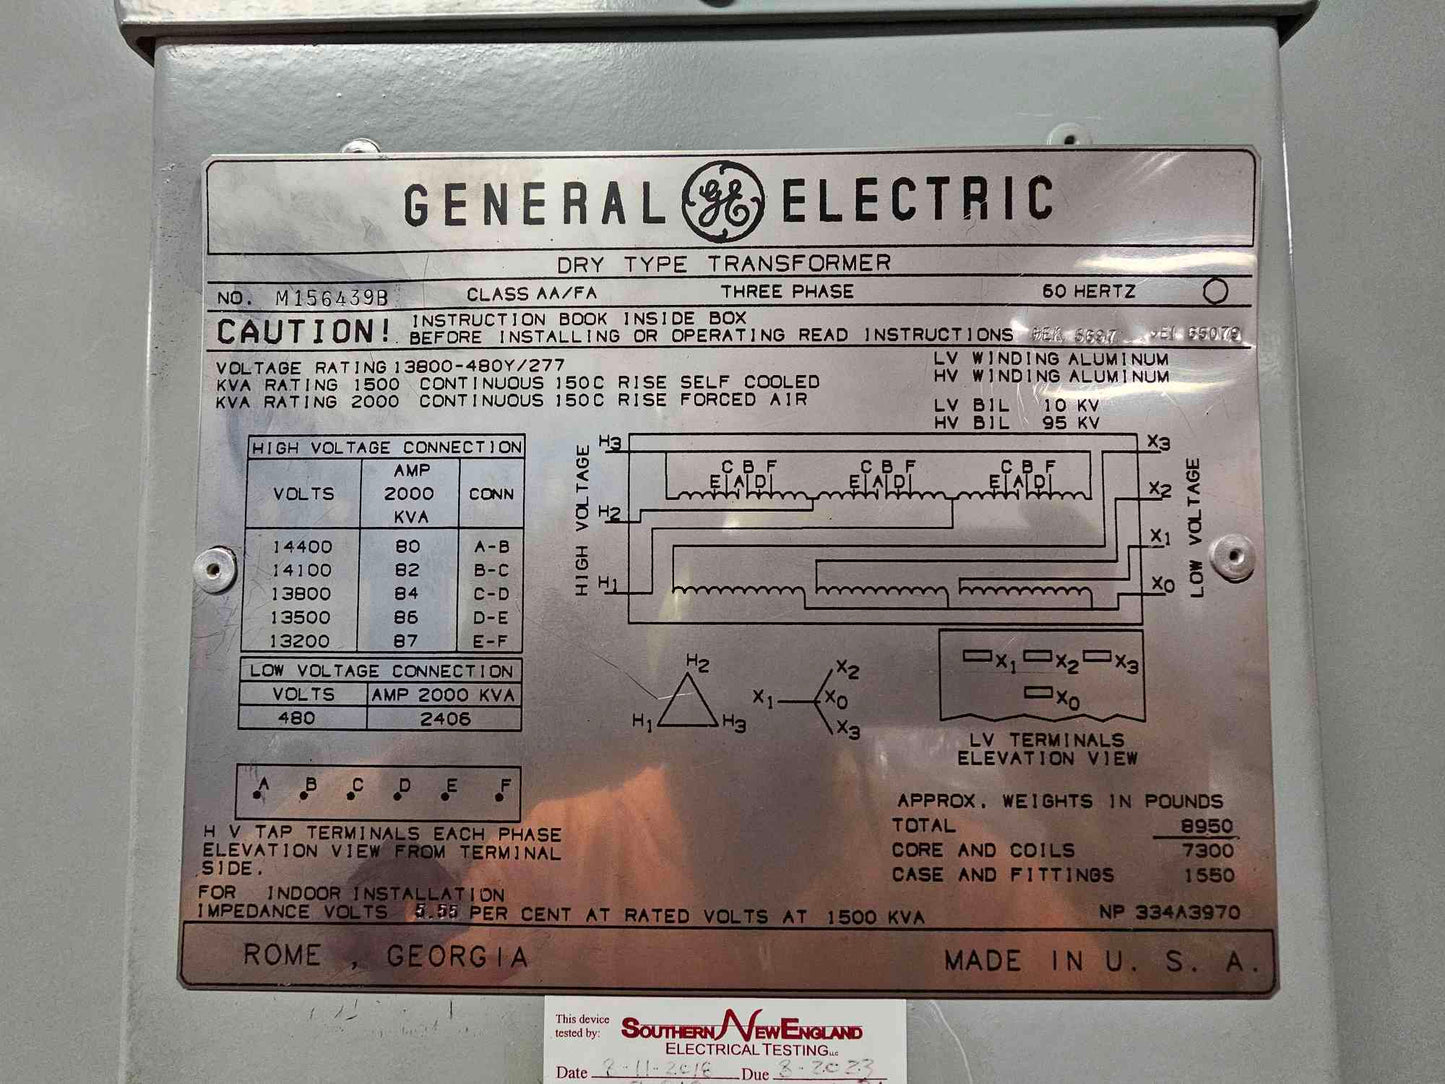 GENERAL GE ELECTRIC
DRY TYPE TRANSFORMER
NO. M156439B CLASS AA/FA THREE PHASE 60 HERTZ
CAUTION! INSTRUCTION BOOK INSIDE BOX
BEFORE INSTALLING OR OPERATING READ INSTRUCTIONS
VOLTAGE RATING 13800-480Y/277
KVA RATING 1500 CONTINUOUS 150C RISE SELF COOLED
KVA RATING 2000 CONTINUOUS 150C RISE FORCED AIR
LV WINDING ALUMINUM
HV WINDING ALUMINUM
LV BIL 10 KV
HV BIL 95 KV
HIGH VOLTAGE CONNECTION
VOLTS AMP 2000 KVA CONN
14400 80 A-B
14100 82 B-C
13800 84 C-D
13500 86 D-E
13200 87 E-F
LOW VOLTAGE CONNECTION
VOLTS AMP 2000 KVA
480 2406
HIGH VOLTAGE
H3
H2
H1
C B F C B F C B F
E A D E A D E A D
X3
X2
X1
X0
LOW VOLTAGE
H2
H1 H3
X2
X1 X0
X3
X1 X2 X3
X0
LV TERMINALS
ELEVATION VIEW
A B C D E F
H V TAP TERMINALS EACH PHASE
ELEVATION VIEW FROM TERMINAL
SIDE.
APPROX. WEIGHTS IN POUNDS
TOTAL 8950
CORE AND COILS 7300
CASE AND FITTINGS 1550
FOR INDOOR INSTALLATION
IMPEDANCE VOLTS 5.55 PER CENT AT RATED VOLTS AT 1500 KVA
NP 334A3970
ROME, GEORGIA MADE IN U. S. A.
This device
tested by:
SOUTHERN NEW ENGLAND
ELECTRICAL TESTING LLC
Date 8-11-2018 Due 8-2023